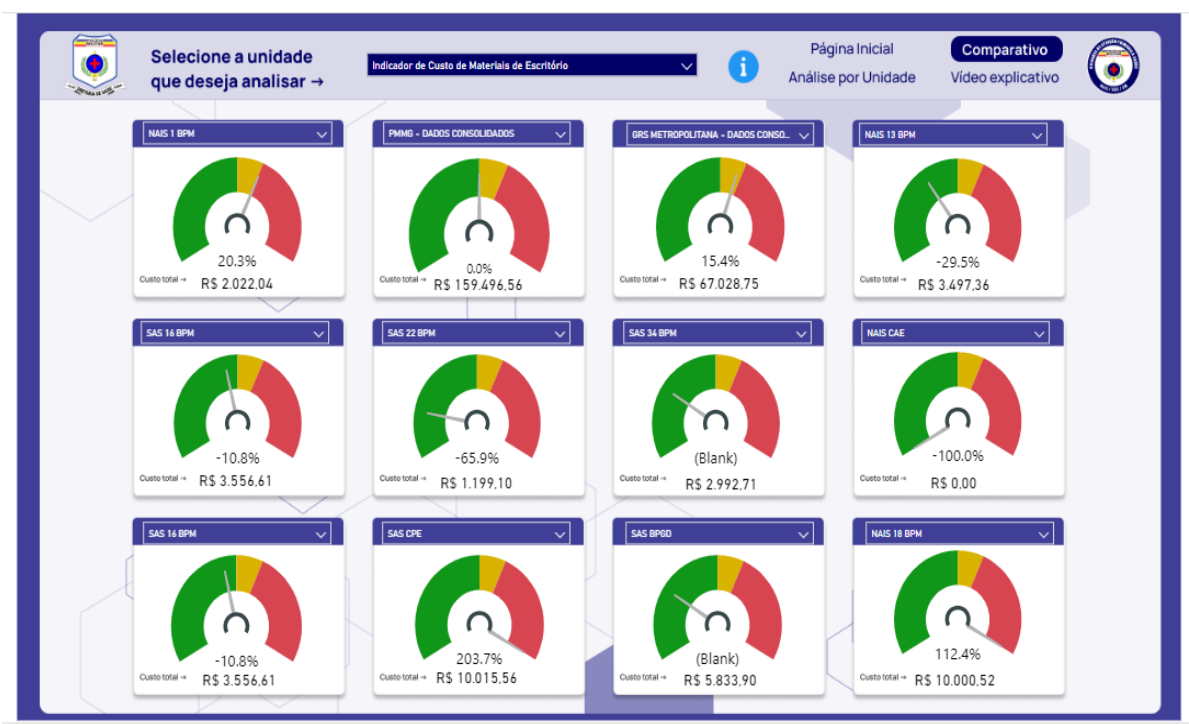 Selecione a unidade
que deseja analisar →
Indicador de Custo de Materiais de Escritório
i
Página Inicial
Comparativo
Análise por Unidade
Vídeo explicativo
NAIS 1 BPM
20.3%
Custo total →
R$ 2.022,04
PMMG - DADOS CONSOLIDADOS
0.0%
Custo total →
R$ 159.496,56
GRS METROPOLITANA - DADOS CONSO...
15.4%
Custo total →
R$ 67.028,75
NAIS 13 BPM
-29.5%
Custo total →
R$ 3.497,36
SAS 16 BPM
-10.8%
Custo total →
R$ 3.556,61
SAS 22 BPM
-65.9%
Custo total →
R$ 1.199,10
SAS 34 BPM
(Blank)
Custo total →
R$ 2.992,71
NAIS CAE
-100.0%
Custo total →
R$ 0,00
SAS 16 BPM
-10.8%
Custo total →
R$ 3.556,61
SAS CPE
203.7%
Custo total →
R$ 10.015,56
SAS BPGD
(Blank)
Custo total →
R$ 5.833,90
NAIS 18 BPM
112.4%
Custo total →
R$ 10.000,52